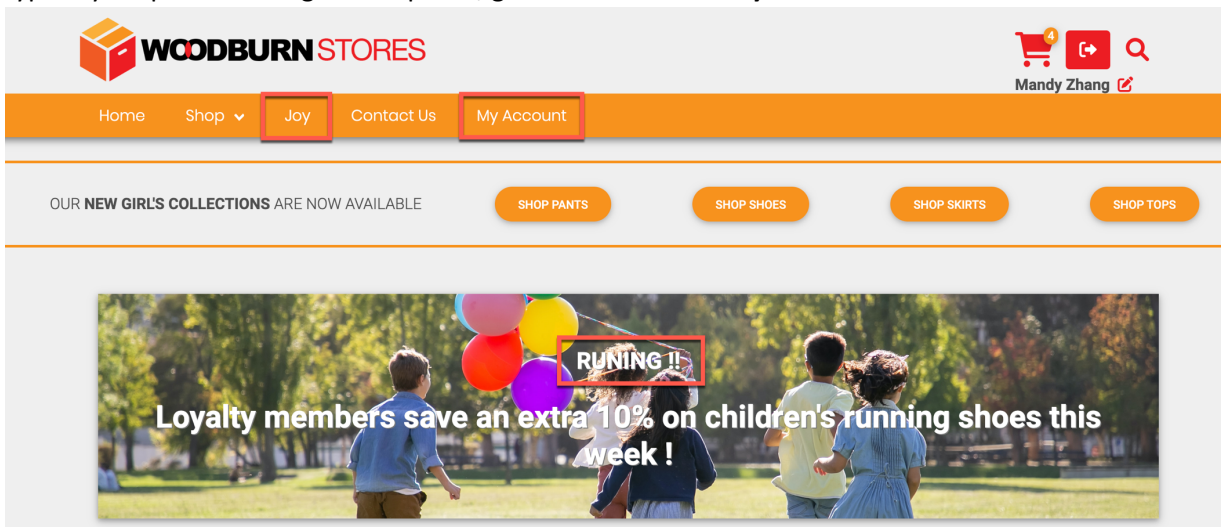 WOODBURN STORES
4
Mandy Zhang
Home Shop Joy Contact Us My Account
OUR NEW GIRL'S COLLECTIONS ARE NOW AVAILABLE SHOP PANTS SHOP SHOES SHOP SKIRTS SHOP TOPS
RUNING !!
Loyalty members save an extra 10% on children's running shoes this
week !